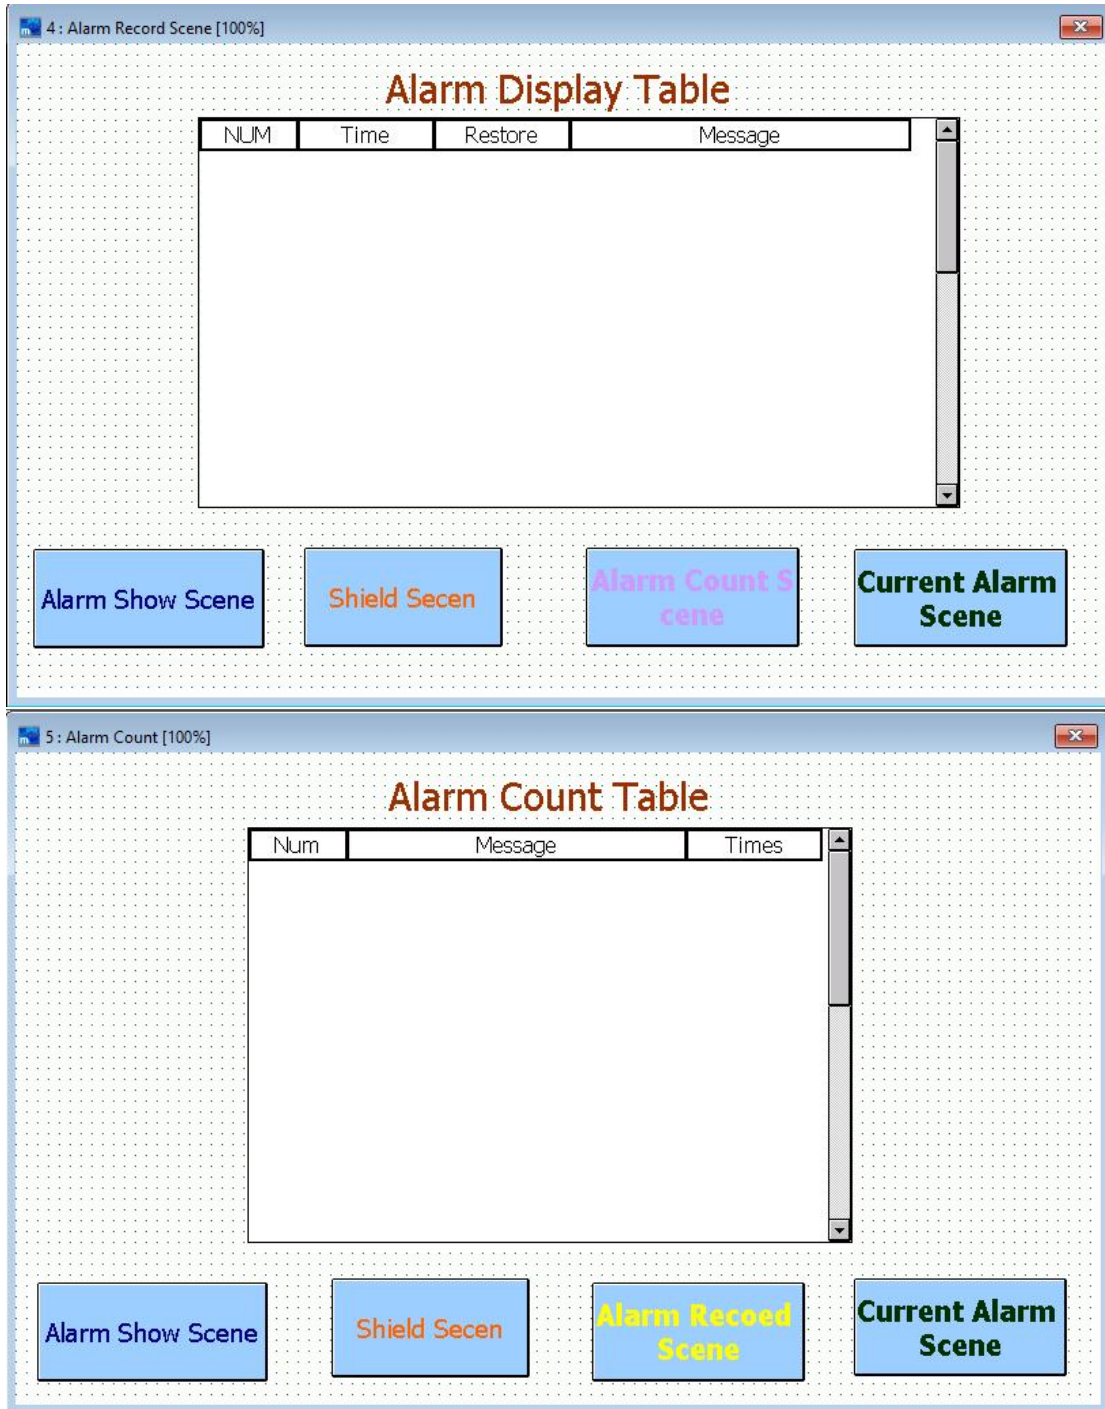 4 : Alarm Record Scene [100%]
Alarm Display Table
NUM Time Restore Message
Alarm Show Scene
Shield Secen
Alarm Count S
cene
Current Alarm
Scene
5 : Alarm Count [100%]
Alarm Count Table
Num Message Times
Alarm Show Scene
Shield Secen
Alarm Recoed
Scene
Current Alarm
Scene